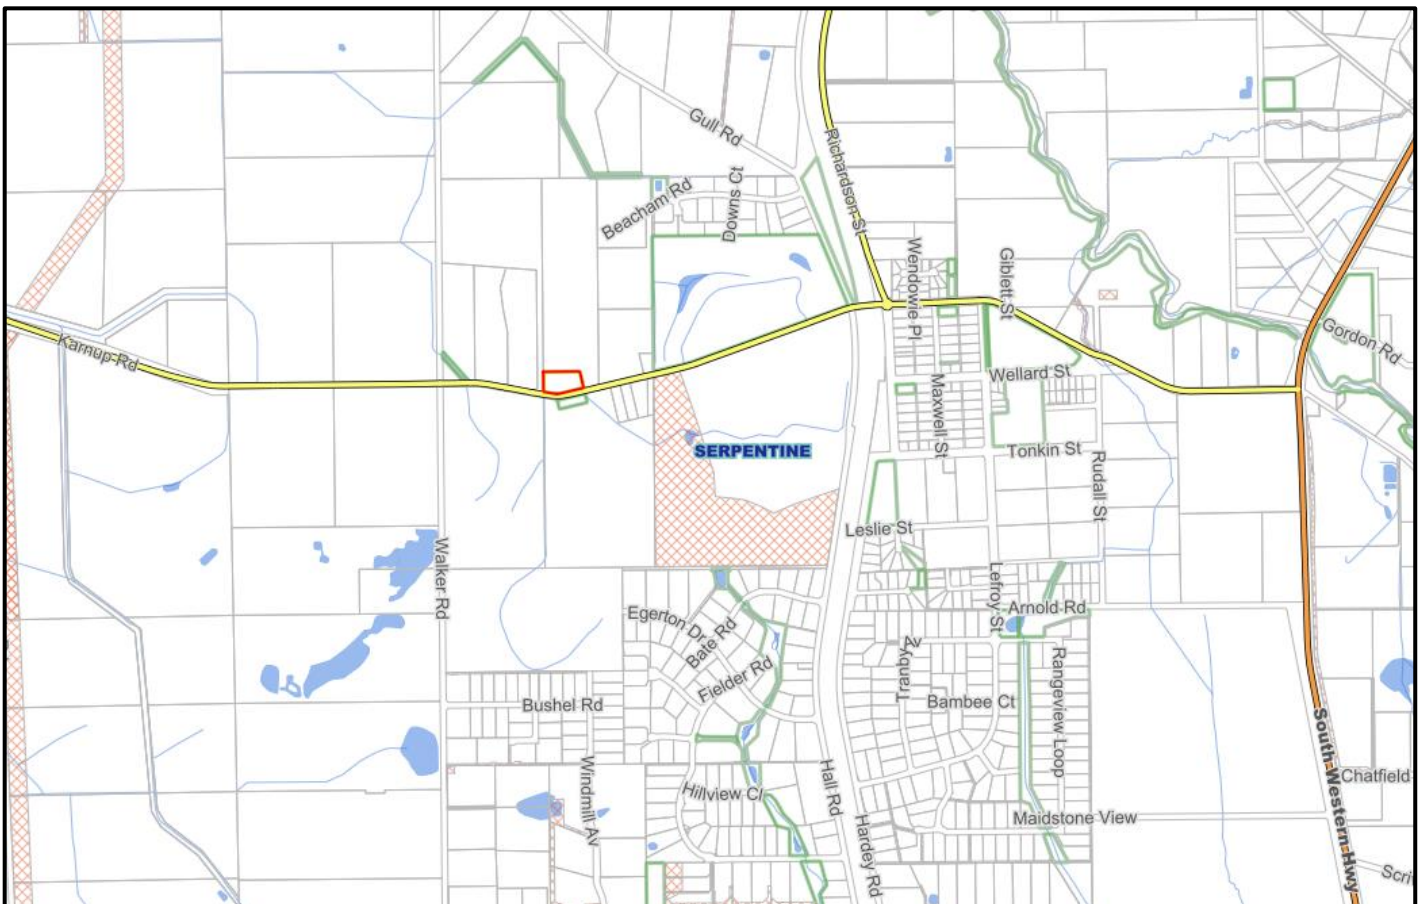 Gull Rd
Richardson St
Downs Ct
Beacham Rd
Wendowie Pl
Giblett St
Gordon Rd
Karnup Rd
Wellard St
Maxwell St
SERPENTINE
Tonkin St
Rudall St
Leslie St
Walker Rd
Lefroy St
Egerton Dr
Bate Rd
Arnold Rd
Tranby Av
Fielder Rd
Rangeview Loop
Bushel Rd
Bambee Ct
South Western Hwy
Windmill Av
Hall Rd
Chatfield
Hillview Cl
Hardey Rd
Maidstone View
Scri